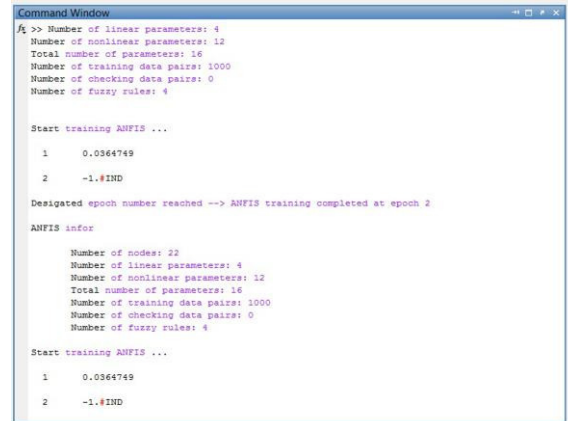 Command Window
fx >> Number of linear parameters: 4
Number of nonlinear parameters: 12
Total number of parameters: 16
Number of training data pairs: 1000
Number of checking data pairs: 0
Number of fuzzy rules: 4
Start training ANFIS ...
1 0.0364749
2 -1.#IND
Desigated epoch number reached --> ANFIS training completed at epoch 2
ANFIS infor
Number of nodes: 22
Number of linear parameters: 4
Number of nonlinear parameters: 12
Total number of parameters: 16
Number of training data pairs: 1000
Number of checking data pairs: 0
Number of fuzzy rules: 4
Start training ANFIS ...
1 0.0364749
2 -1.#IND